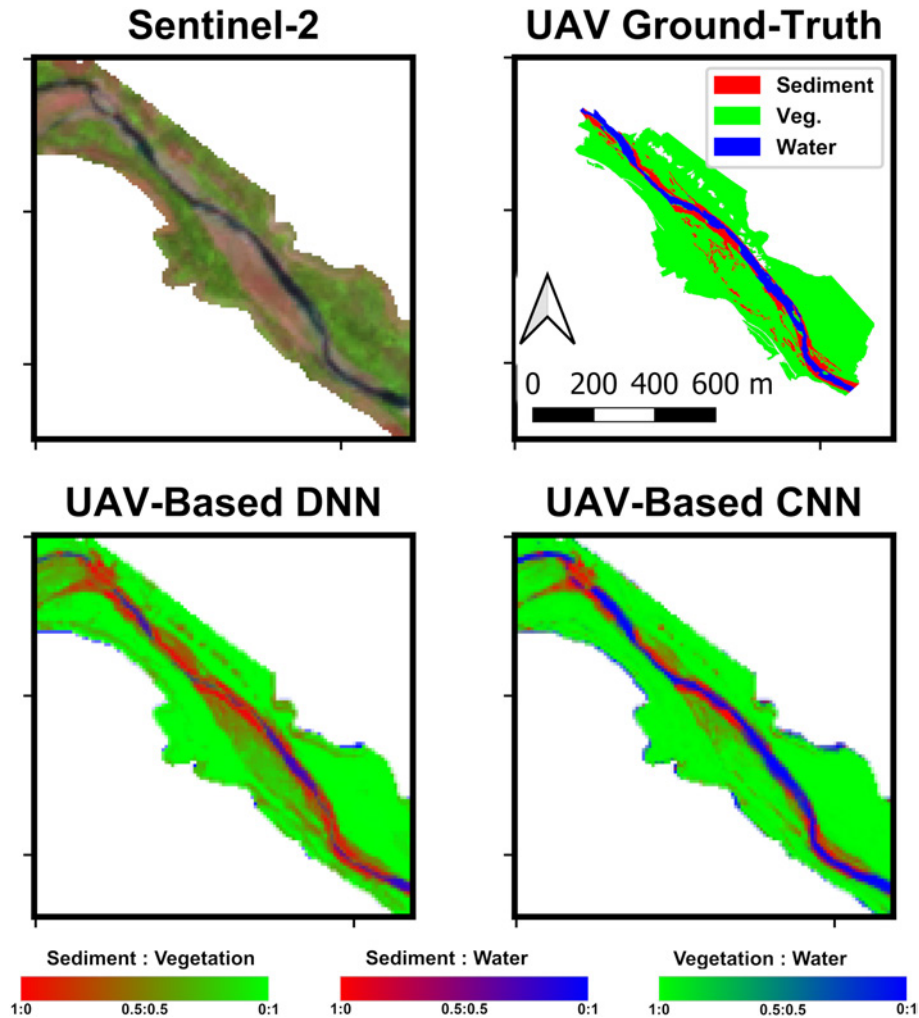 Sentinel-2
UAV Ground-Truth
Sediment
Veg.
Water
0 200 400 600 m
UAV-Based DNN
UAV-Based CNN
Sediment : Vegetation
Sediment : Water
Vegetation : Water
1:0 0.5:0.5 0:1
1:0 0.5:0.5 0:1
1:0 0.5:0.5 0:1